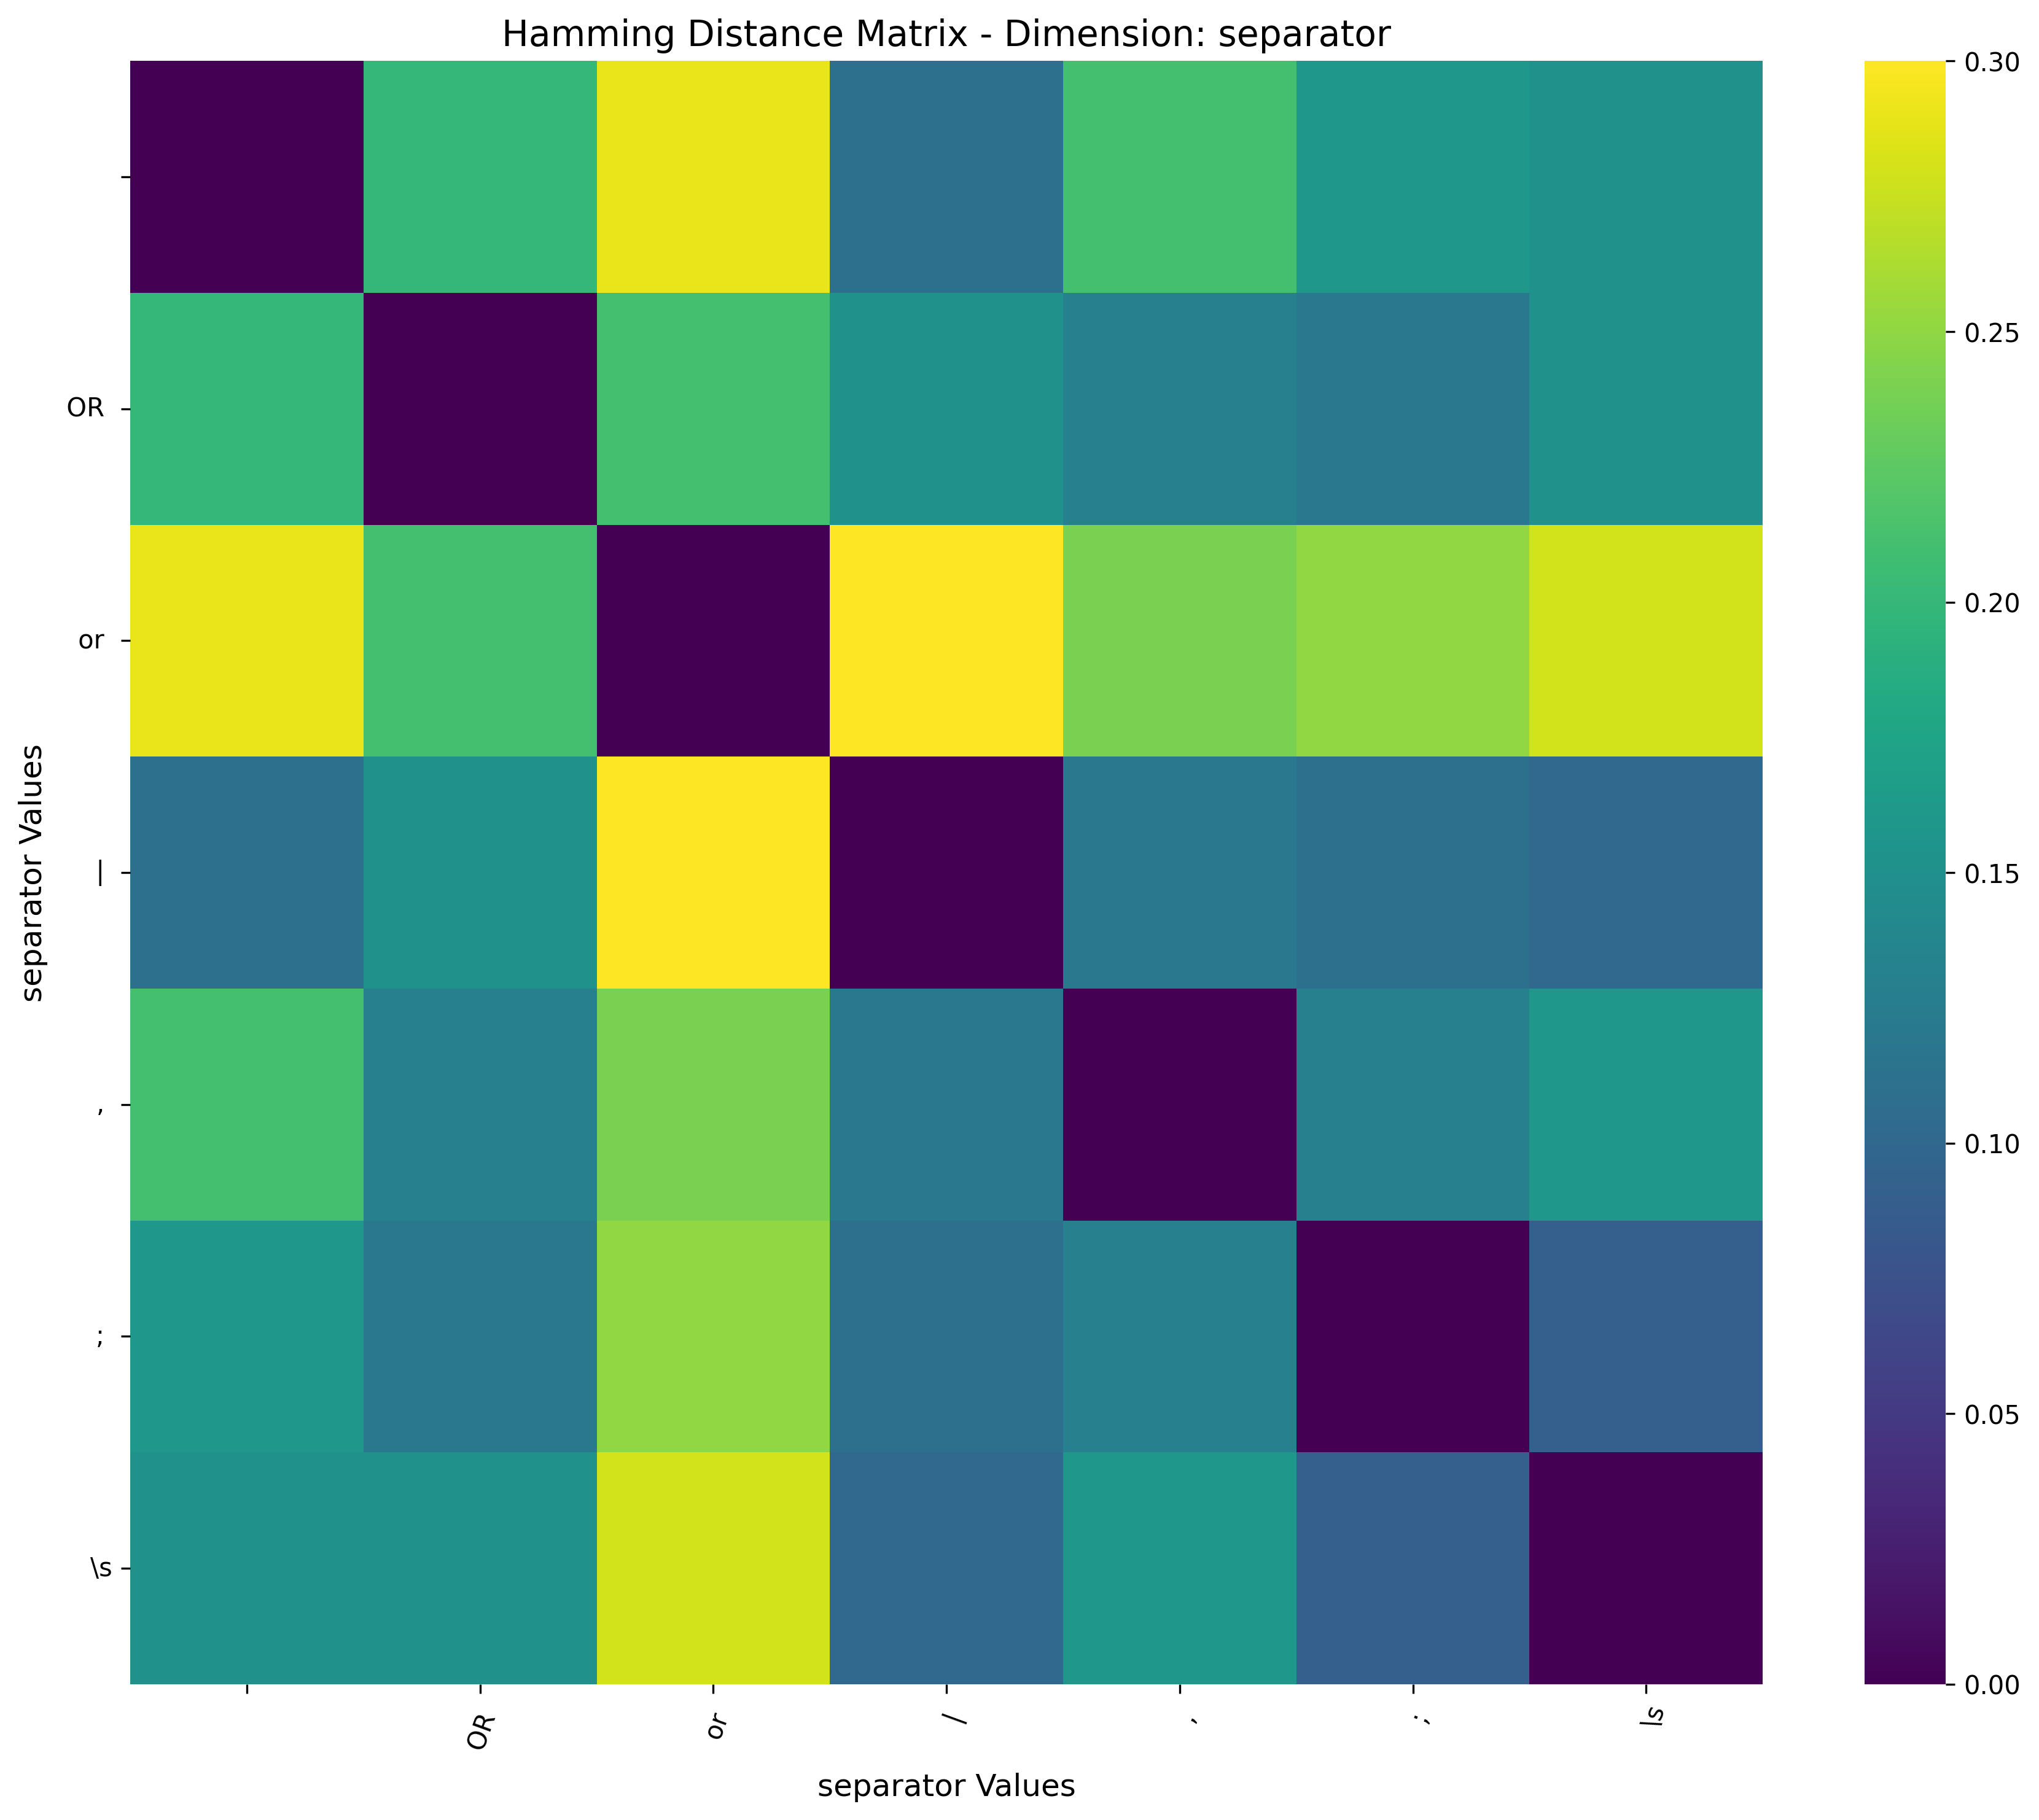 Hamming Distance Matrix - Dimension: separator
separator Values
OR
or
|
,
;
\s
OR
or
|
,
;
\s
separator Values
0.30
0.25
0.20
0.15
0.10
0.05
0.00